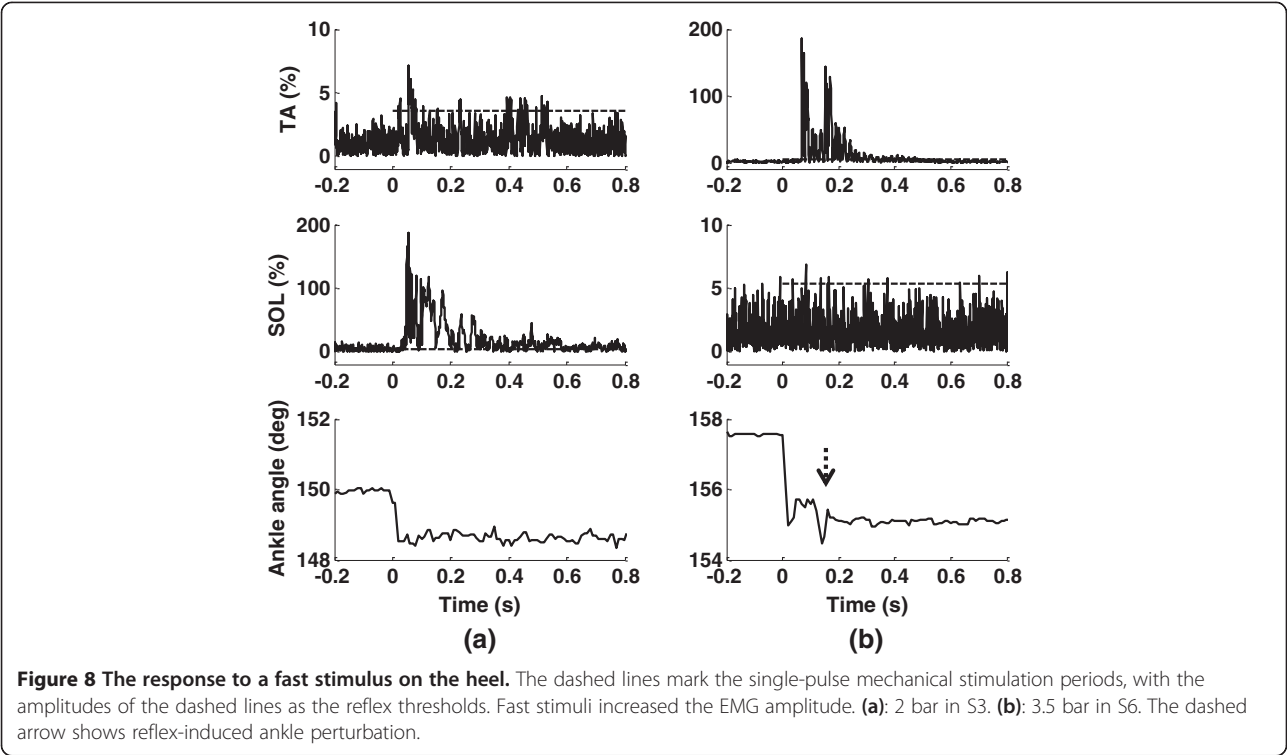 10
5
0
TA (%)
-0.2 0 0.2 0.4 0.6 0.8
200
100
0
-0.2 0 0.2 0.4 0.6 0.8
200
100
0
SOL (%)
-0.2 0 0.2 0.4 0.6 0.8
10
5
0
-0.2 0 0.2 0.4 0.6 0.8
152
150
148
Ankle angle (deg)
-0.2 0 0.2 0.4 0.6 0.8
Time (s)
(a)
158
156
154
-0.2 0 0.2 0.4 0.6 0.8
Time (s)
(b)
Figure 8 The response to a fast stimulus on the heel. The dashed lines mark the single-pulse mechanical stimulation periods, with the
amplitudes of the dashed lines as the reflex thresholds. Fast stimuli increased the EMG amplitude. (a): 2 bar in S3. (b): 3.5 bar in S6. The dashed
arrow shows reflex-induced ankle perturbation.